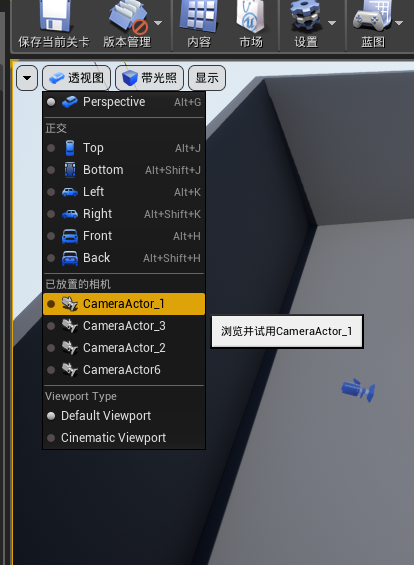 保存当前关卡 版本管理 内容 市场 设置 蓝图
透视图 带光照 显示
Perspective Alt+G
正交
Top Alt+J
Bottom Alt+Shift+J
Left Alt+K
Right Alt+Shift+K
Front Alt+H
Back Alt+Shift+H
已放置的相机
CameraActor_1
浏览并试用CameraActor_1
CameraActor_3
CameraActor_2
CameraActor6
Viewport Type
Default Viewport
Cinematic Viewport